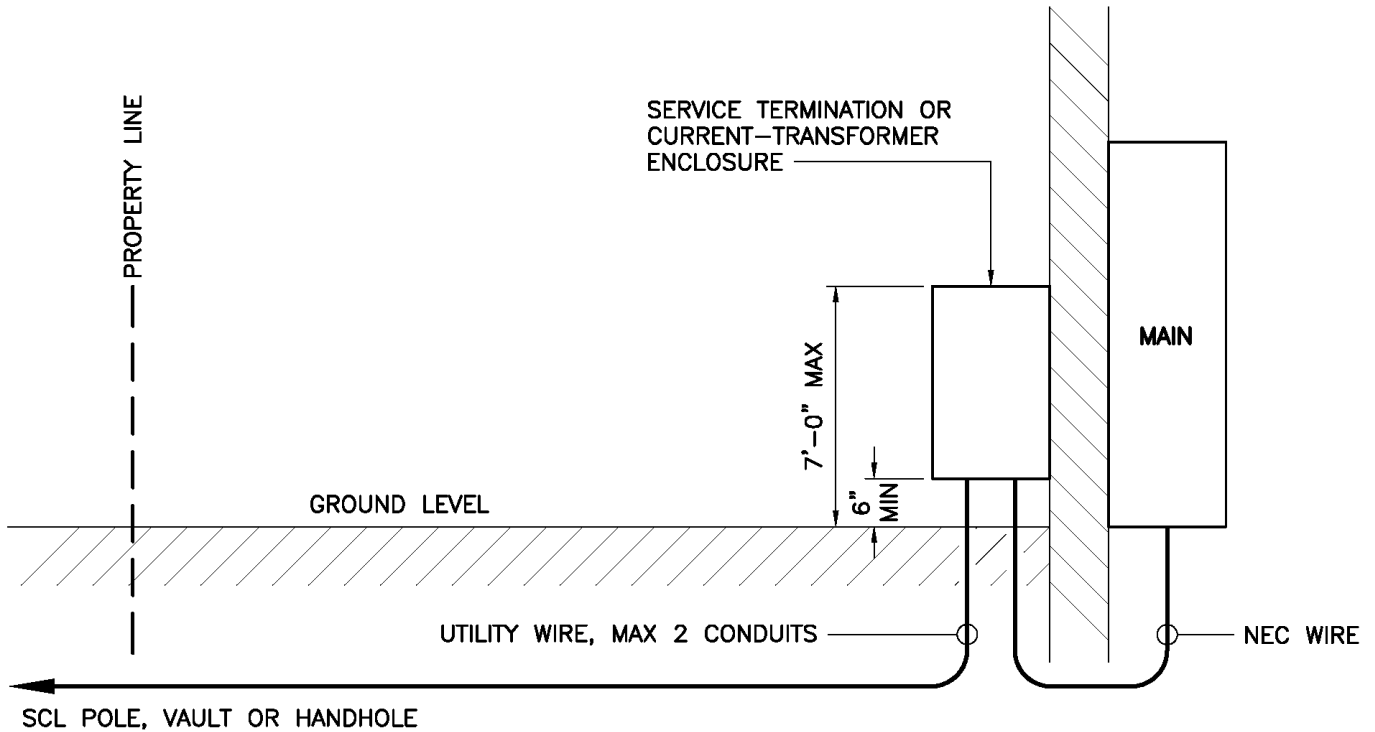 SERVICE TERMINATION OR
CURRENT-TRANSFORMER
ENCLOSURE
PROPERTY LINE
MAIN
7'-0" MAX
6"
MIN
GROUND LEVEL
UTILITY WIRE, MAX 2 CONDUITS
NEC WIRE
SCL POLE, VAULT OR HANDHOLE